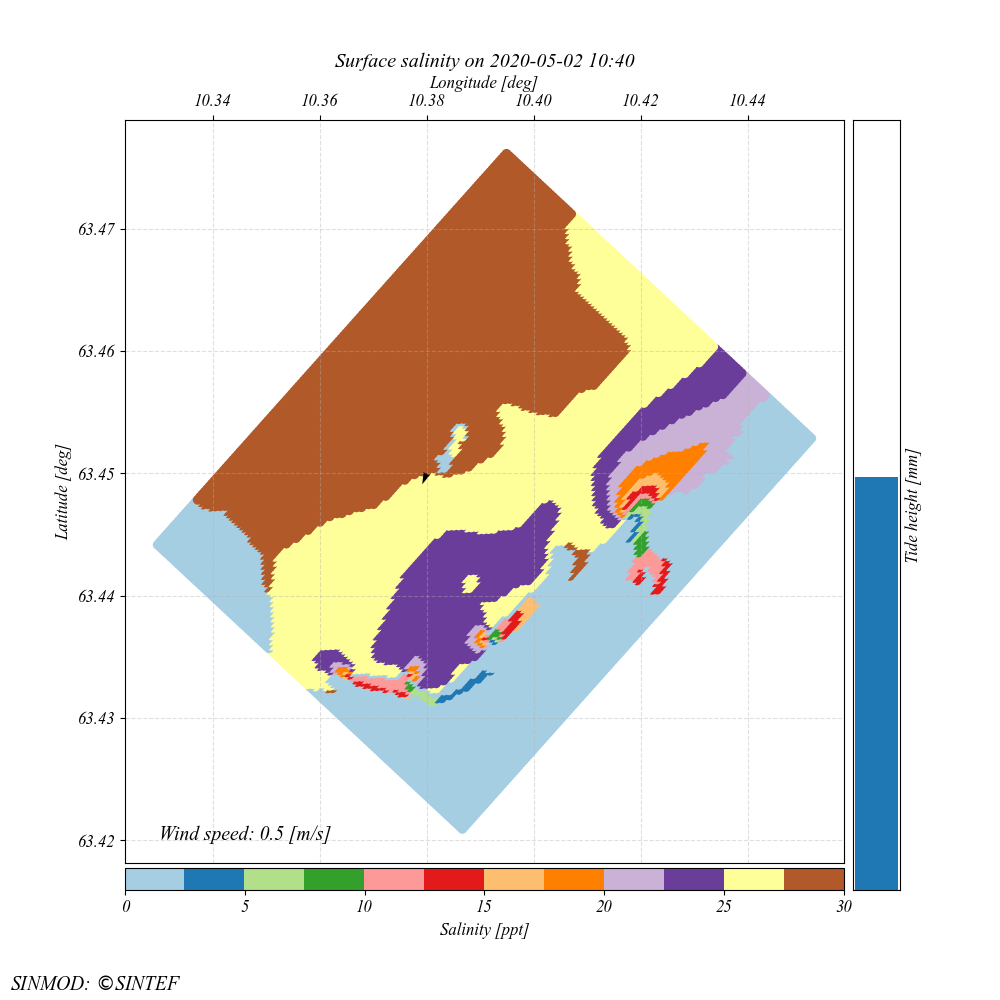 Surface salinity on 2020-05-02 10:40
Longitude [deg]
10.34 10.36 10.38 10.40 10.42 10.44
63.47
63.46
63.45
63.44
63.43
63.42
Latitude [deg]
Tide height [mm]
Wind speed: 0.5 [m/s]
0 5 10 15 20 25 30
Salinity [ppt]
SINMOD: ©SINTEF